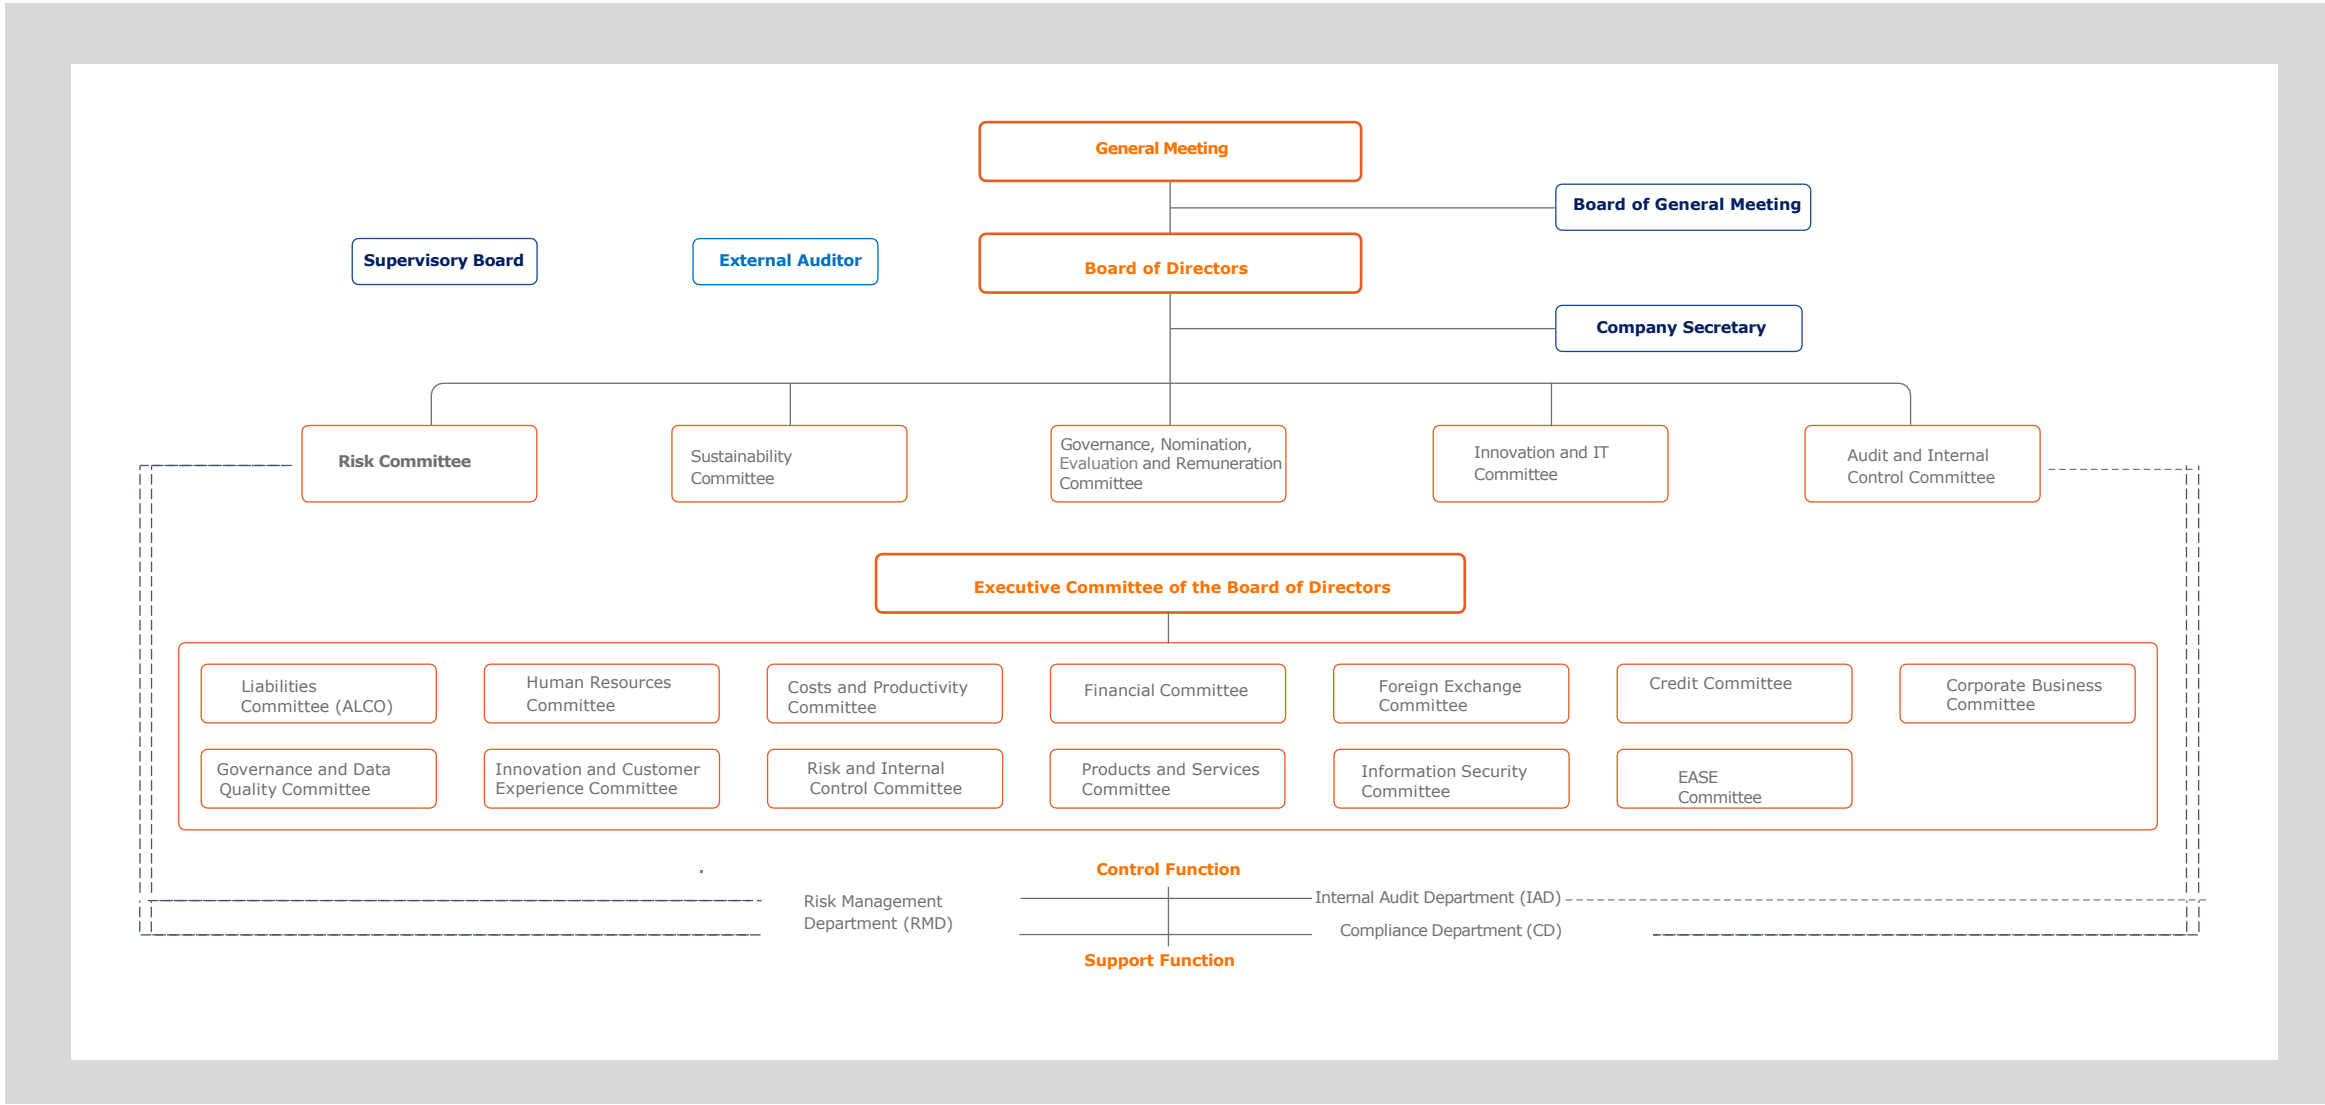 General Meeting
Board of General Meeting
Supervisory Board
External Auditor
Board of Directors
Company Secretary
Risk Committee
Sustainability
Committee
Governance, Nomination,
Evaluation and Remuneration
Committee
Innovation and IT
Committee
Audit and Internal
Control Committee
Executive Committee of the Board of Directors
Liabilities
Committee (ALCO)
Human Resources
Committee
Costs and Productivity
Committee
Financial Committee
Foreign Exchange
Committee
Credit Committee
Corporate Business
Committee
Governance and Data
Quality Committee
Innovation and Customer
Experience Committee
Risk and Internal
Control Committee
Products and Services
Committee
Information Security
Committee
EASE
Committee
Control Function
Risk Management
Department (RMD)
Internal Audit Department (IAD)
Compliance Department (CD)
Support Function